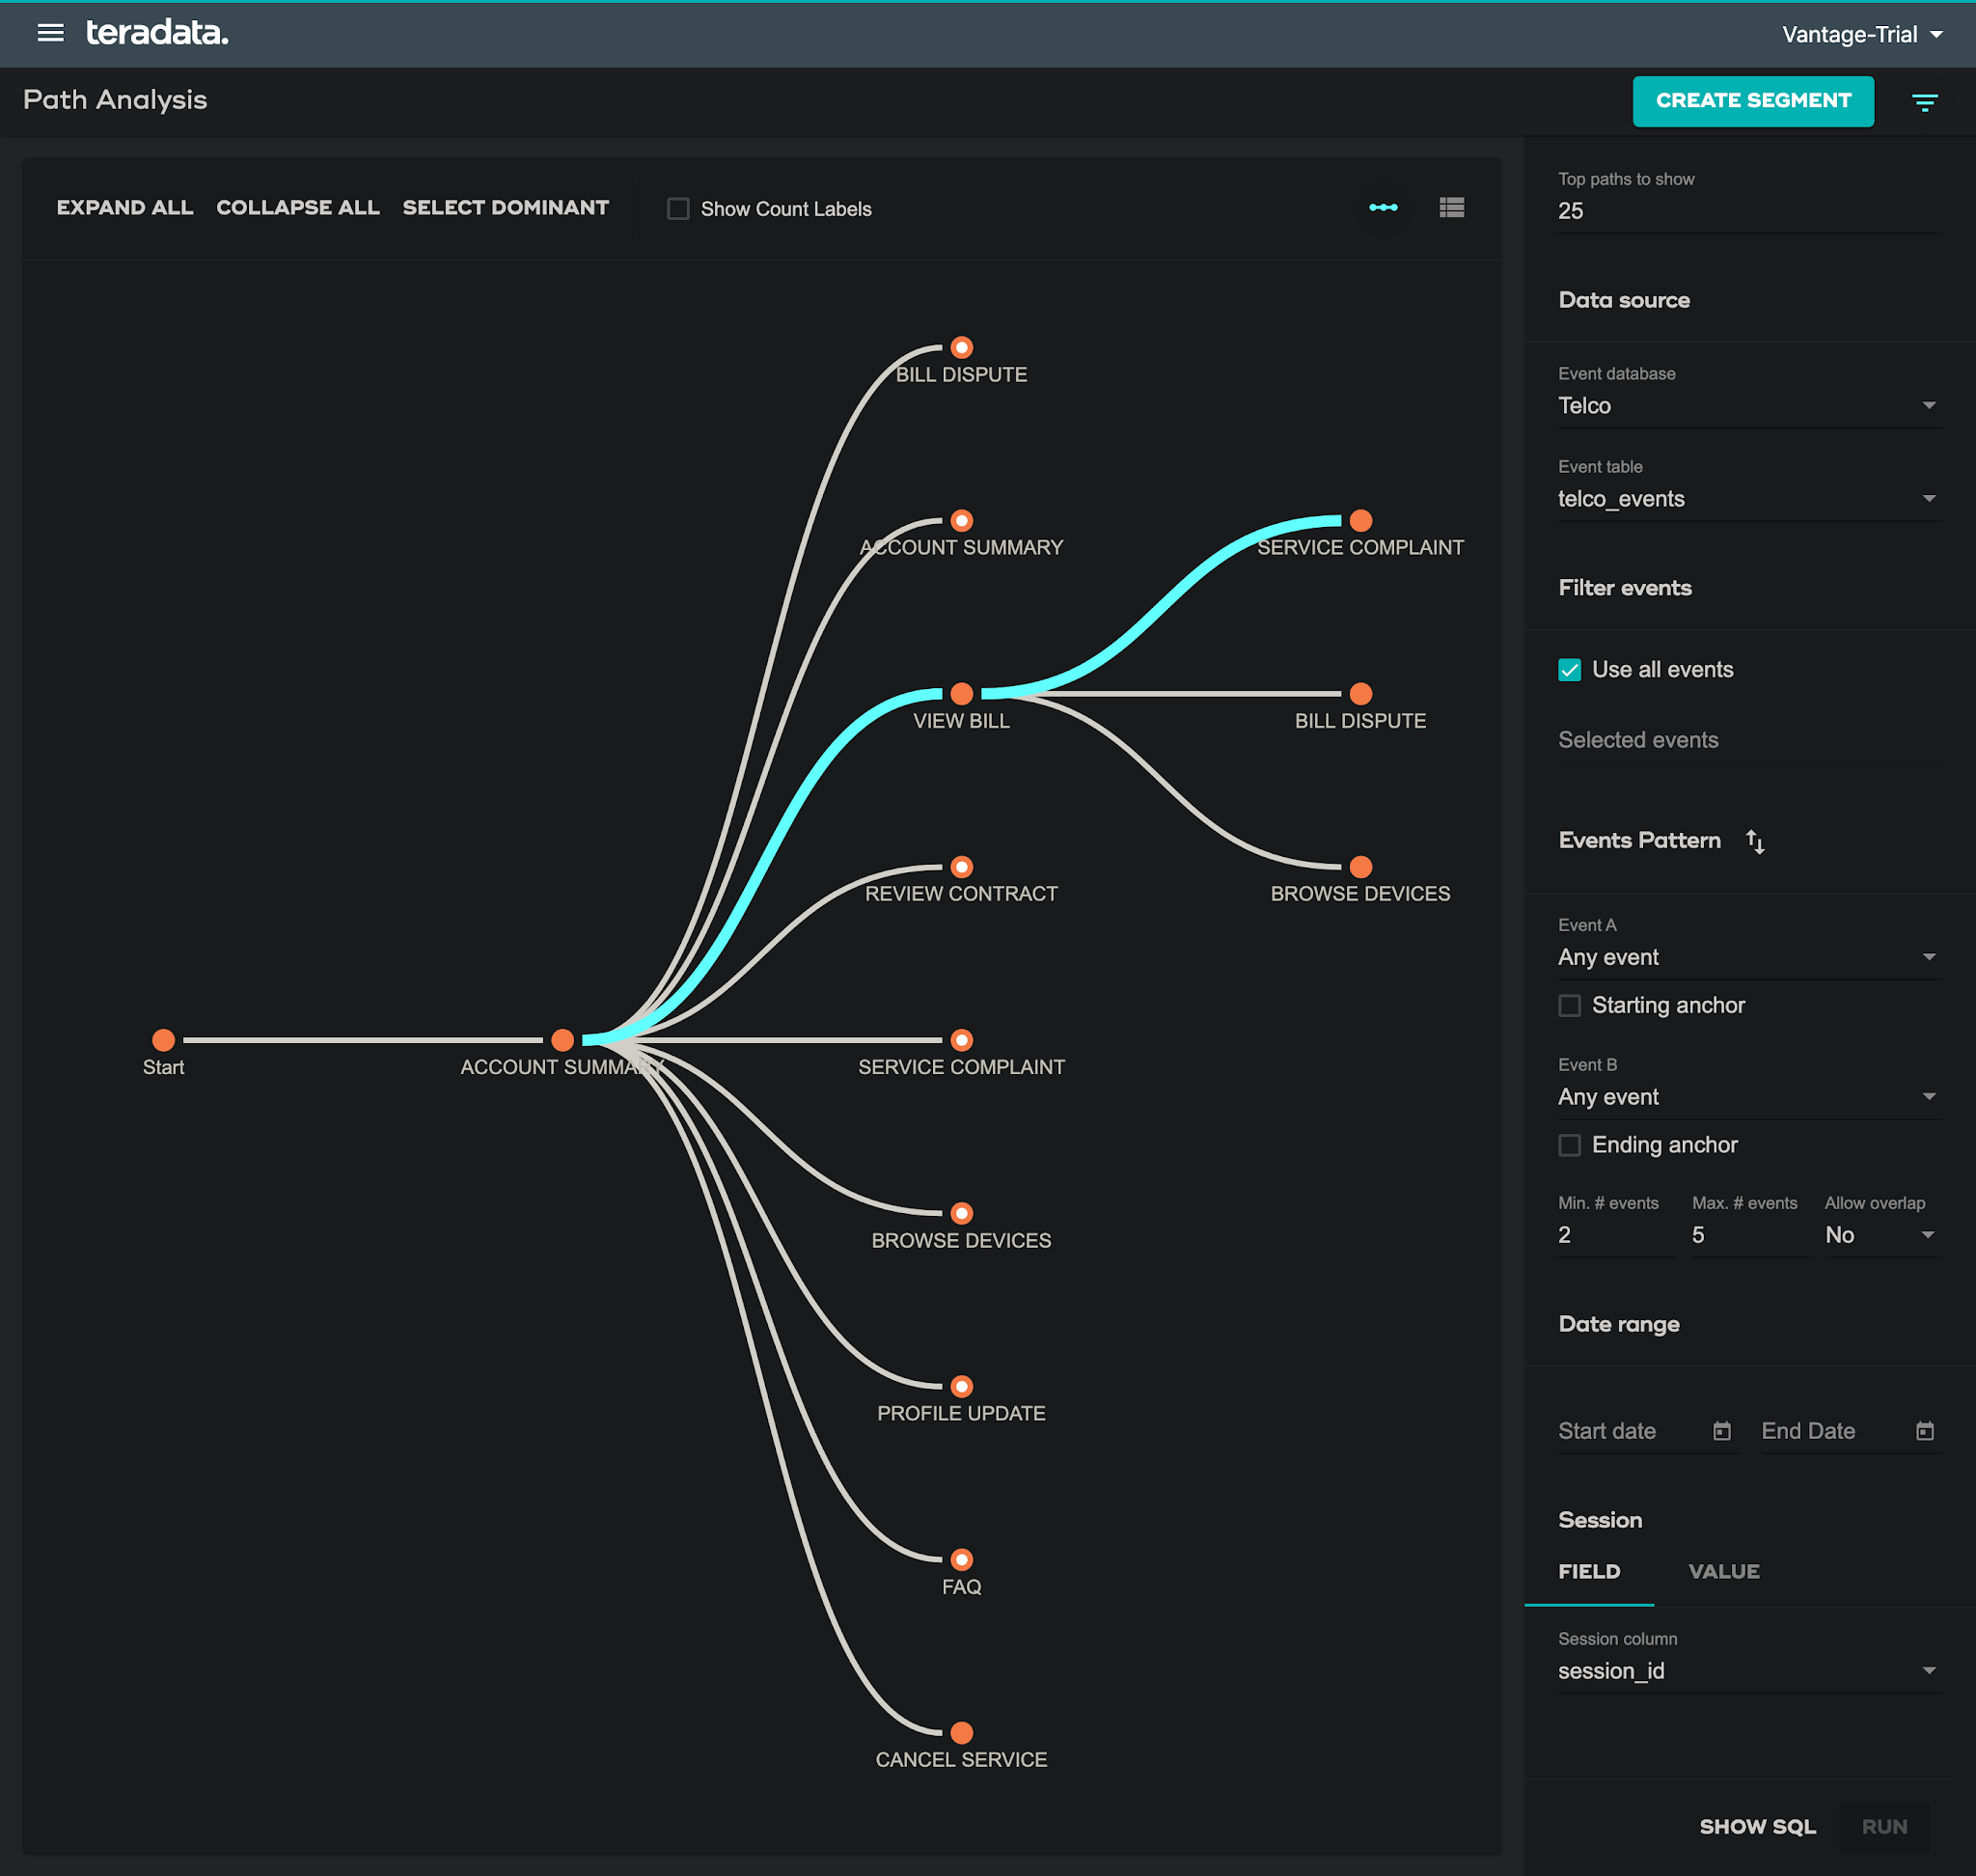 teradata.
Vantage-Trial
Path Analysis
CREATE SEGMENT
EXPAND ALL COLLAPSE ALL SELECT DOMINANT Show Count Labels
BILL DISPUTE
ACCOUNT SUMMARY
SERVICE COMPLAINT
VIEW BILL
BILL DISPUTE
REVIEW CONTRACT
BROWSE DEVICES
Start
ACCOUNT SUMMARY
SERVICE COMPLAINT
BROWSE DEVICES
PROFILE UPDATE
FAQ
CANCEL SERVICE
Top paths to show
25
Data source
Event database
Telco
Event table
telco_events
Filter events
Use all events
Selected events
Events Pattern
Event A
Any event
Starting anchor
Event B
Any event
Ending anchor
Min. # events Max. # events Allow overlap
2 5 No
Date range
Start date End Date
Session
FIELD VALUE
Session column
session_id
SHOW SQL RUN